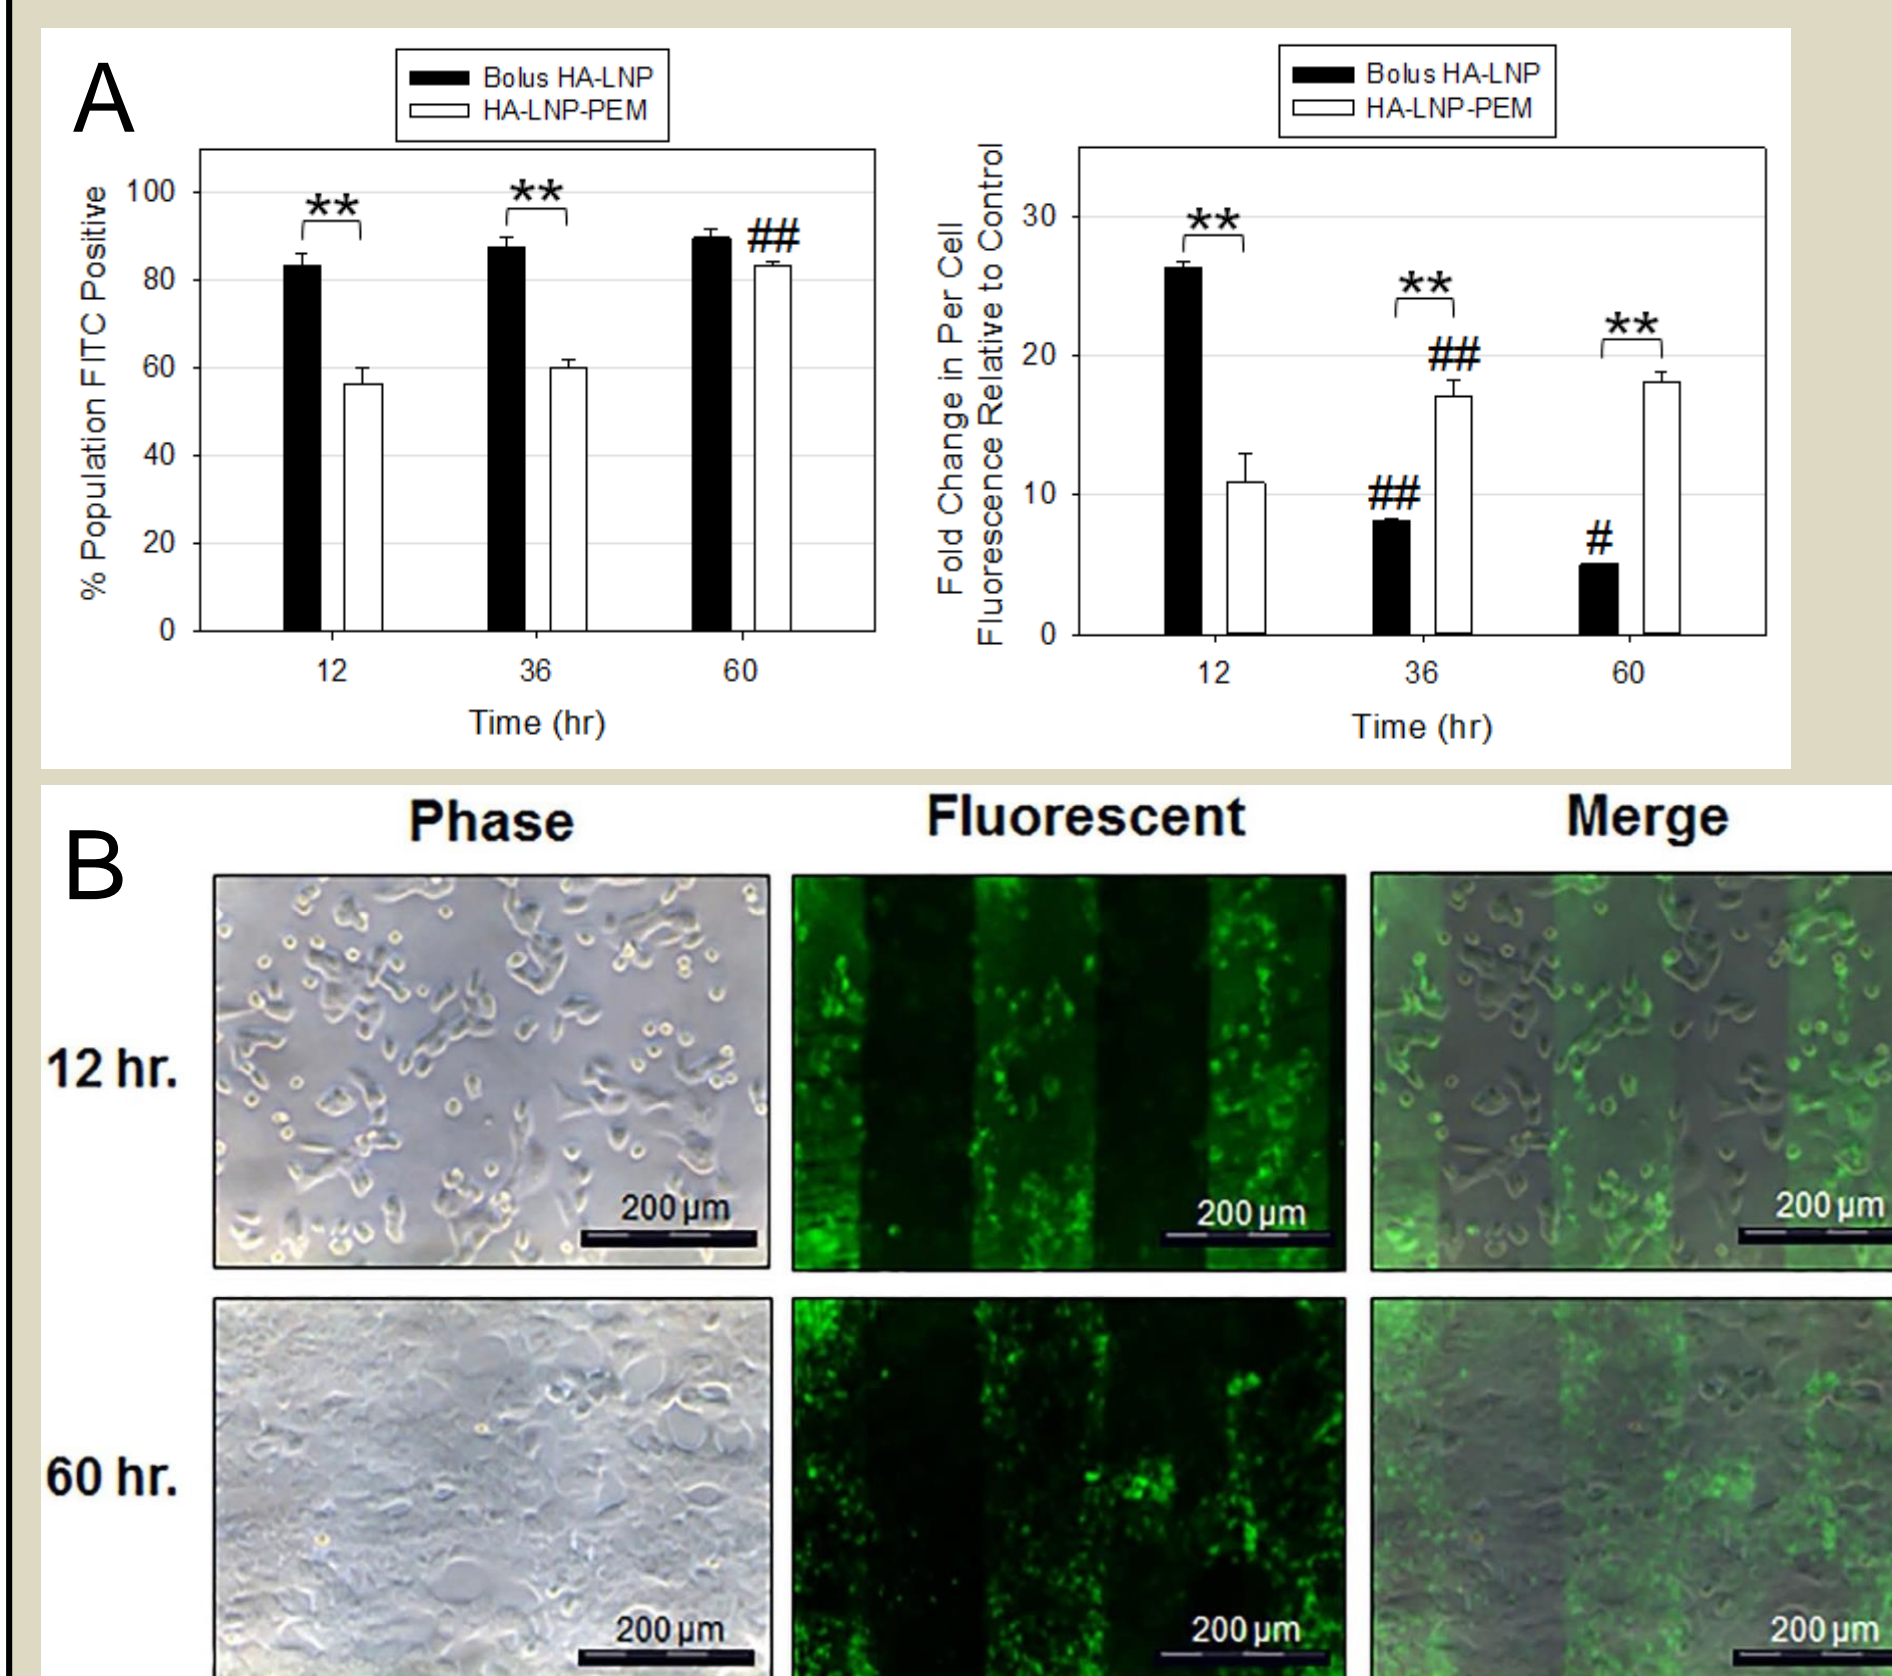 A
Bolus HA-LNP
HA-LNP-PEM
% Population FITC Positive
100
80
60
40
20
0
**
**
##
12
36
60
Time (hr)
Bolus HA-LNP
HA-LNP-PEM
Fold Change in Per Cell
Fluorescence Relative to Control
30
20
10
0
**
**
##
##
**
#
12
36
60
Time (hr)
B
Phase
Fluorescent
Merge
12 hr.
200 µm
200 µm
200 µm
60 hr.
200 µm
200 µm
200 µm